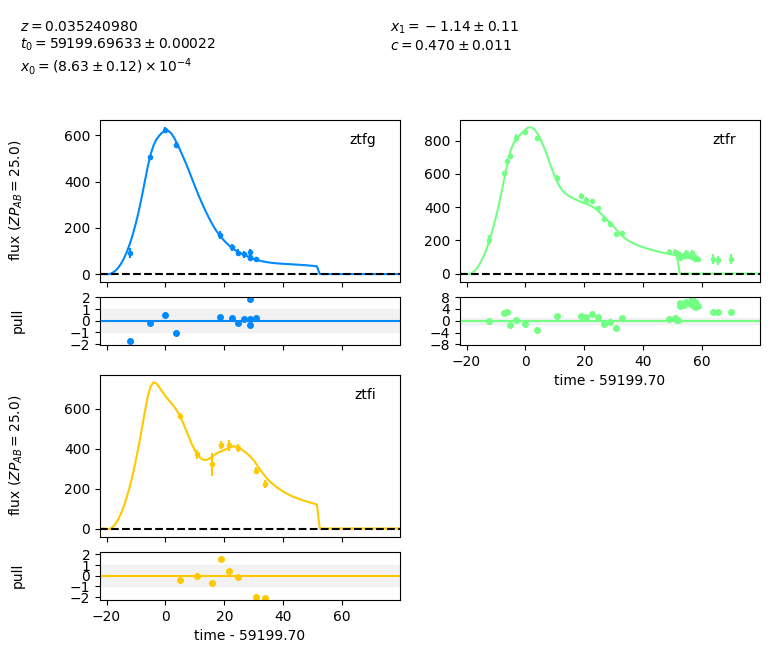 z = 0.035240980
t₀ = 59199.69633 ± 0.00022
x₀ = (8.63 ± 0.12) × 10⁻⁴
x₁ = −1.14 ± 0.11
c = 0.470 ± 0.011
flux (ZP_AB = 25.0)
600
400
200
0
ztfg
pull
2
1
0
−1
−2
800
600
400
200
0
ztfr
8
4
0
−4
−8
−20 0 20 40 60
time - 59199.70
flux (ZP_AB = 25.0)
600
400
200
0
ztfi
pull
2
1
0
−1
−2
−20 0 20 40 60
time - 59199.70